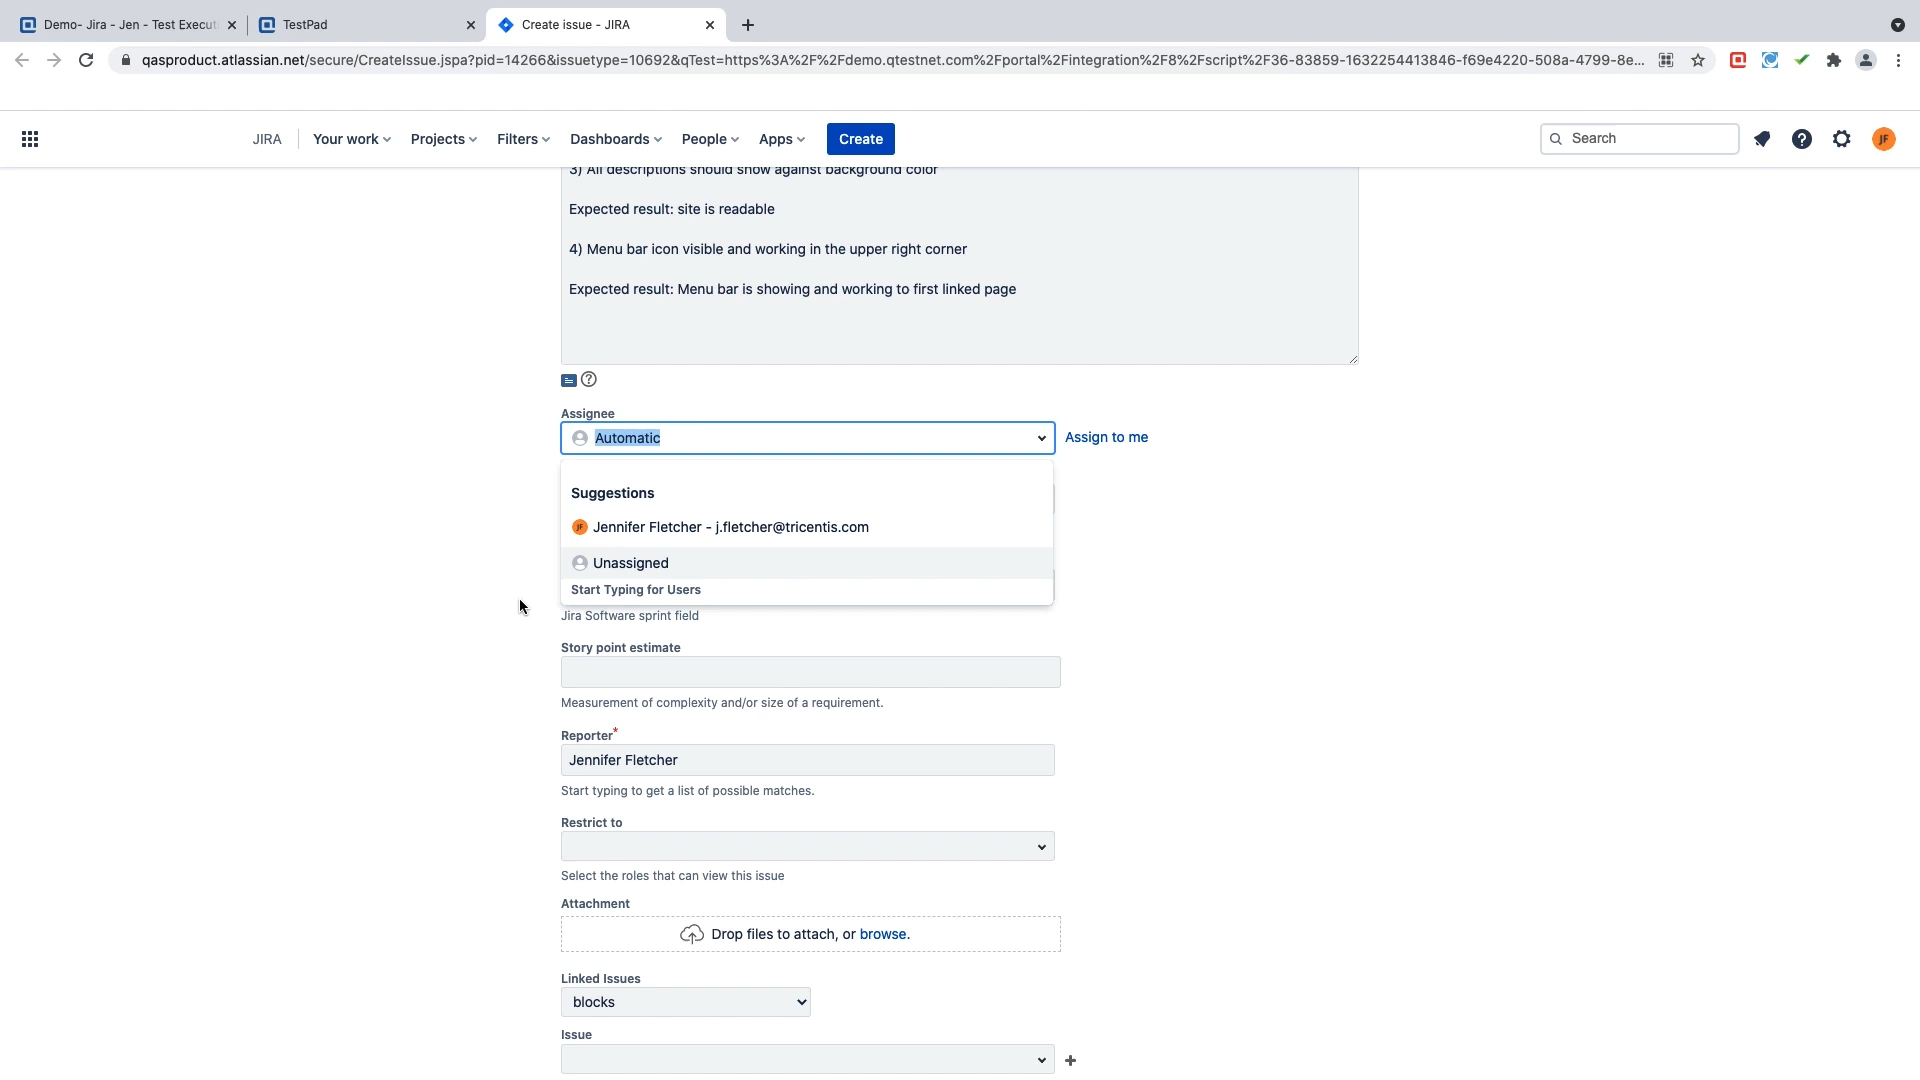 Demo- Jira - Jen - Test Execut
TestPad
Create issue - JIRA
qasproduct.atlassian.net/secure/CreateIssue.jspa?pid=14266&issuetype=10692&qTest=https%3A%2F%2Fdemo.qtestnet.com%2Fportal%2Fintegration%2F8%2Fscript%2F36-83859-1632254413846-f69e4220-508a-4799-8e...
JIRA
Your work
Projects
Filters
Dashboards
People
Apps
Create
Search
JF
3) All descriptions should show against background color
Expected result: site is readable
4) Menu bar icon visible and working in the upper right corner
Expected result: Menu bar is showing and working to first linked page
Assignee
Automatic
Assign to me
Suggestions
JF Jennifer Fletcher - j.fletcher@tricentis.com
Unassigned
Start Typing for Users
Jira Software sprint field
Story point estimate
Measurement of complexity and/or size of a requirement.
Reporter*
Jennifer Fletcher
Start typing to get a list of possible matches.
Restrict to
Select the roles that can view this issue
Attachment
Drop files to attach, or browse.
Linked Issues
blocks
Issue